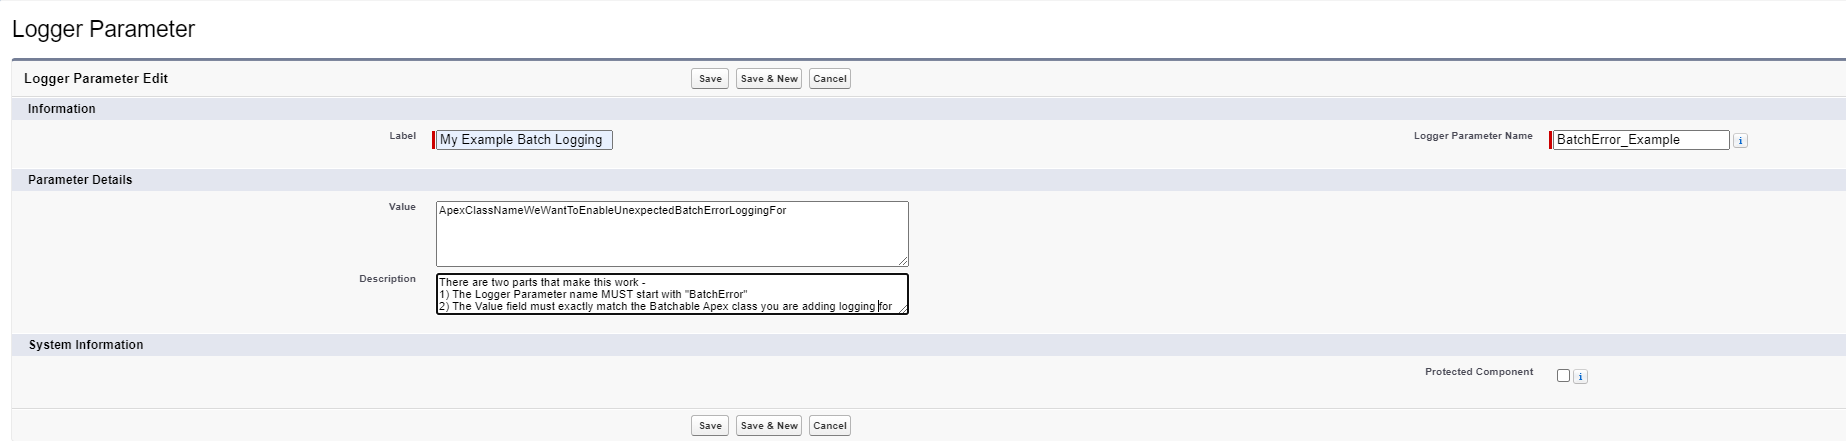 Logger Parameter
Logger Parameter Edit
Save Save & New Cancel
Information
Label My Example Batch Logging Logger Parameter Name BatchError_Example i
Parameter Details
Value ApexClassNameWeWantToEnableUnexpectedBatchErrorLoggingFor
Description There are two parts that make this work -
1) The Logger Parameter name MUST start with "BatchError"
2) The Value field must exactly match the Batchable Apex class you are adding logging for
System Information
Protected Component i
Save Save & New Cancel